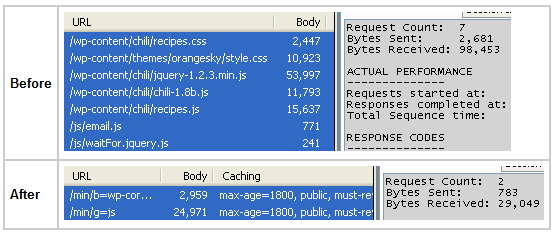 Before
URL Body
/wp-content/chili/recipes.css 2,447
/wp-content/themes/orangesky/style.css 10,923
/wp-content/chili/jquery-1.2.3.min.js 53,997
/wp-content/chili/chili-1.8b.js 11,793
/wp-content/chili/recipes.js 15,637
/js/email.js 771
/js/waitFor.jquery.js 241
Request Count: 7
Bytes Sent: 2,681
Bytes Received: 98,453
ACTUAL PERFORMANCE
--------------
Requests started at:
Responses completed at:
Total Sequence time:
RESPONSE CODES
--------------
After
URL Body Caching
/min/b=wp-cor... 2,959 max-age=1800, public, must-re
/min/g=js 24,971 max-age=1800, public, must-re
Request Count: 2
Bytes Sent: 783
Bytes Received: 29,049